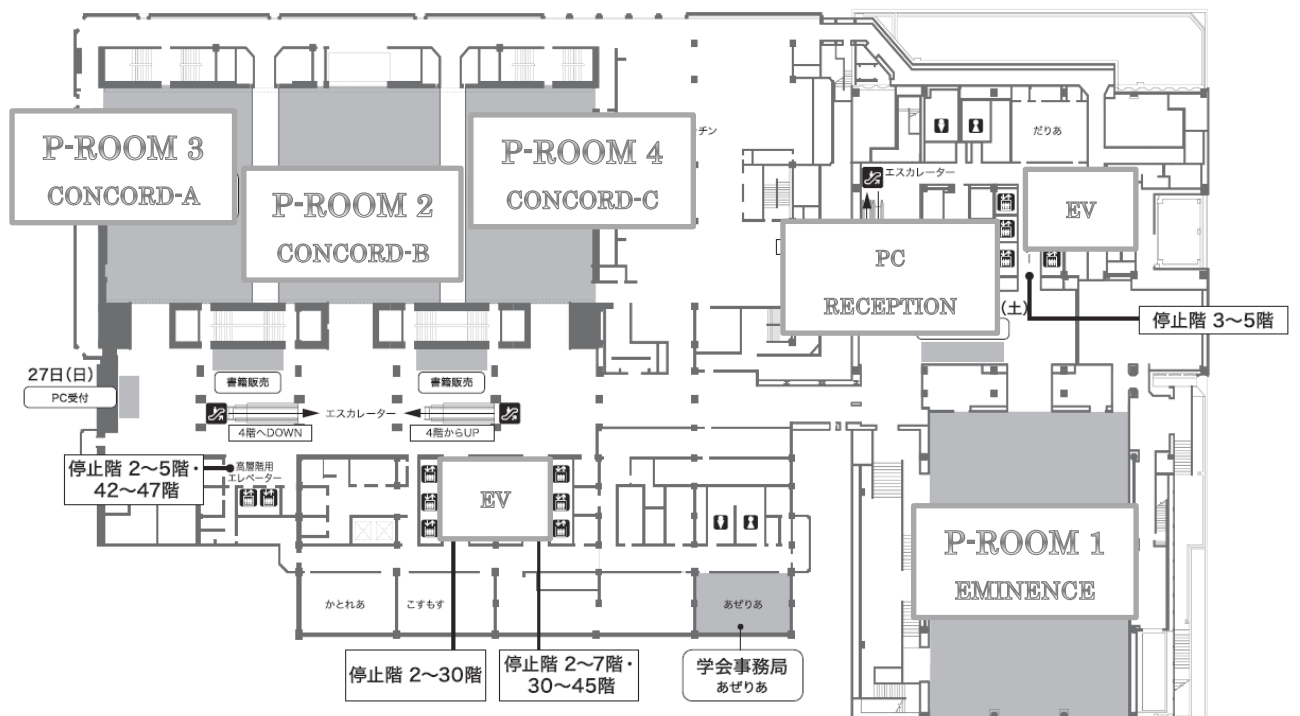 P-ROOM 3
CONCORD-A
P-ROOM 2
CONCORD-B
P-ROOM 4
CONCORD-C
チン
だりあ
エスカレーター
EV
PC
RECEPTION
(土)
停止階 3〜5階
27日(日)
PC受付
書籍販売
書籍販売
エスカレーター
4階へDOWN
4階からUP
停止階 2〜5階・
42〜47階
高層階用
エレベーター
EV
P-ROOM 1
EMINENCE
かとれあ
こすもす
あぜりあ
停止階 2〜30階
停止階 2〜7階・
30〜45階
学会事務局
あぜりあ